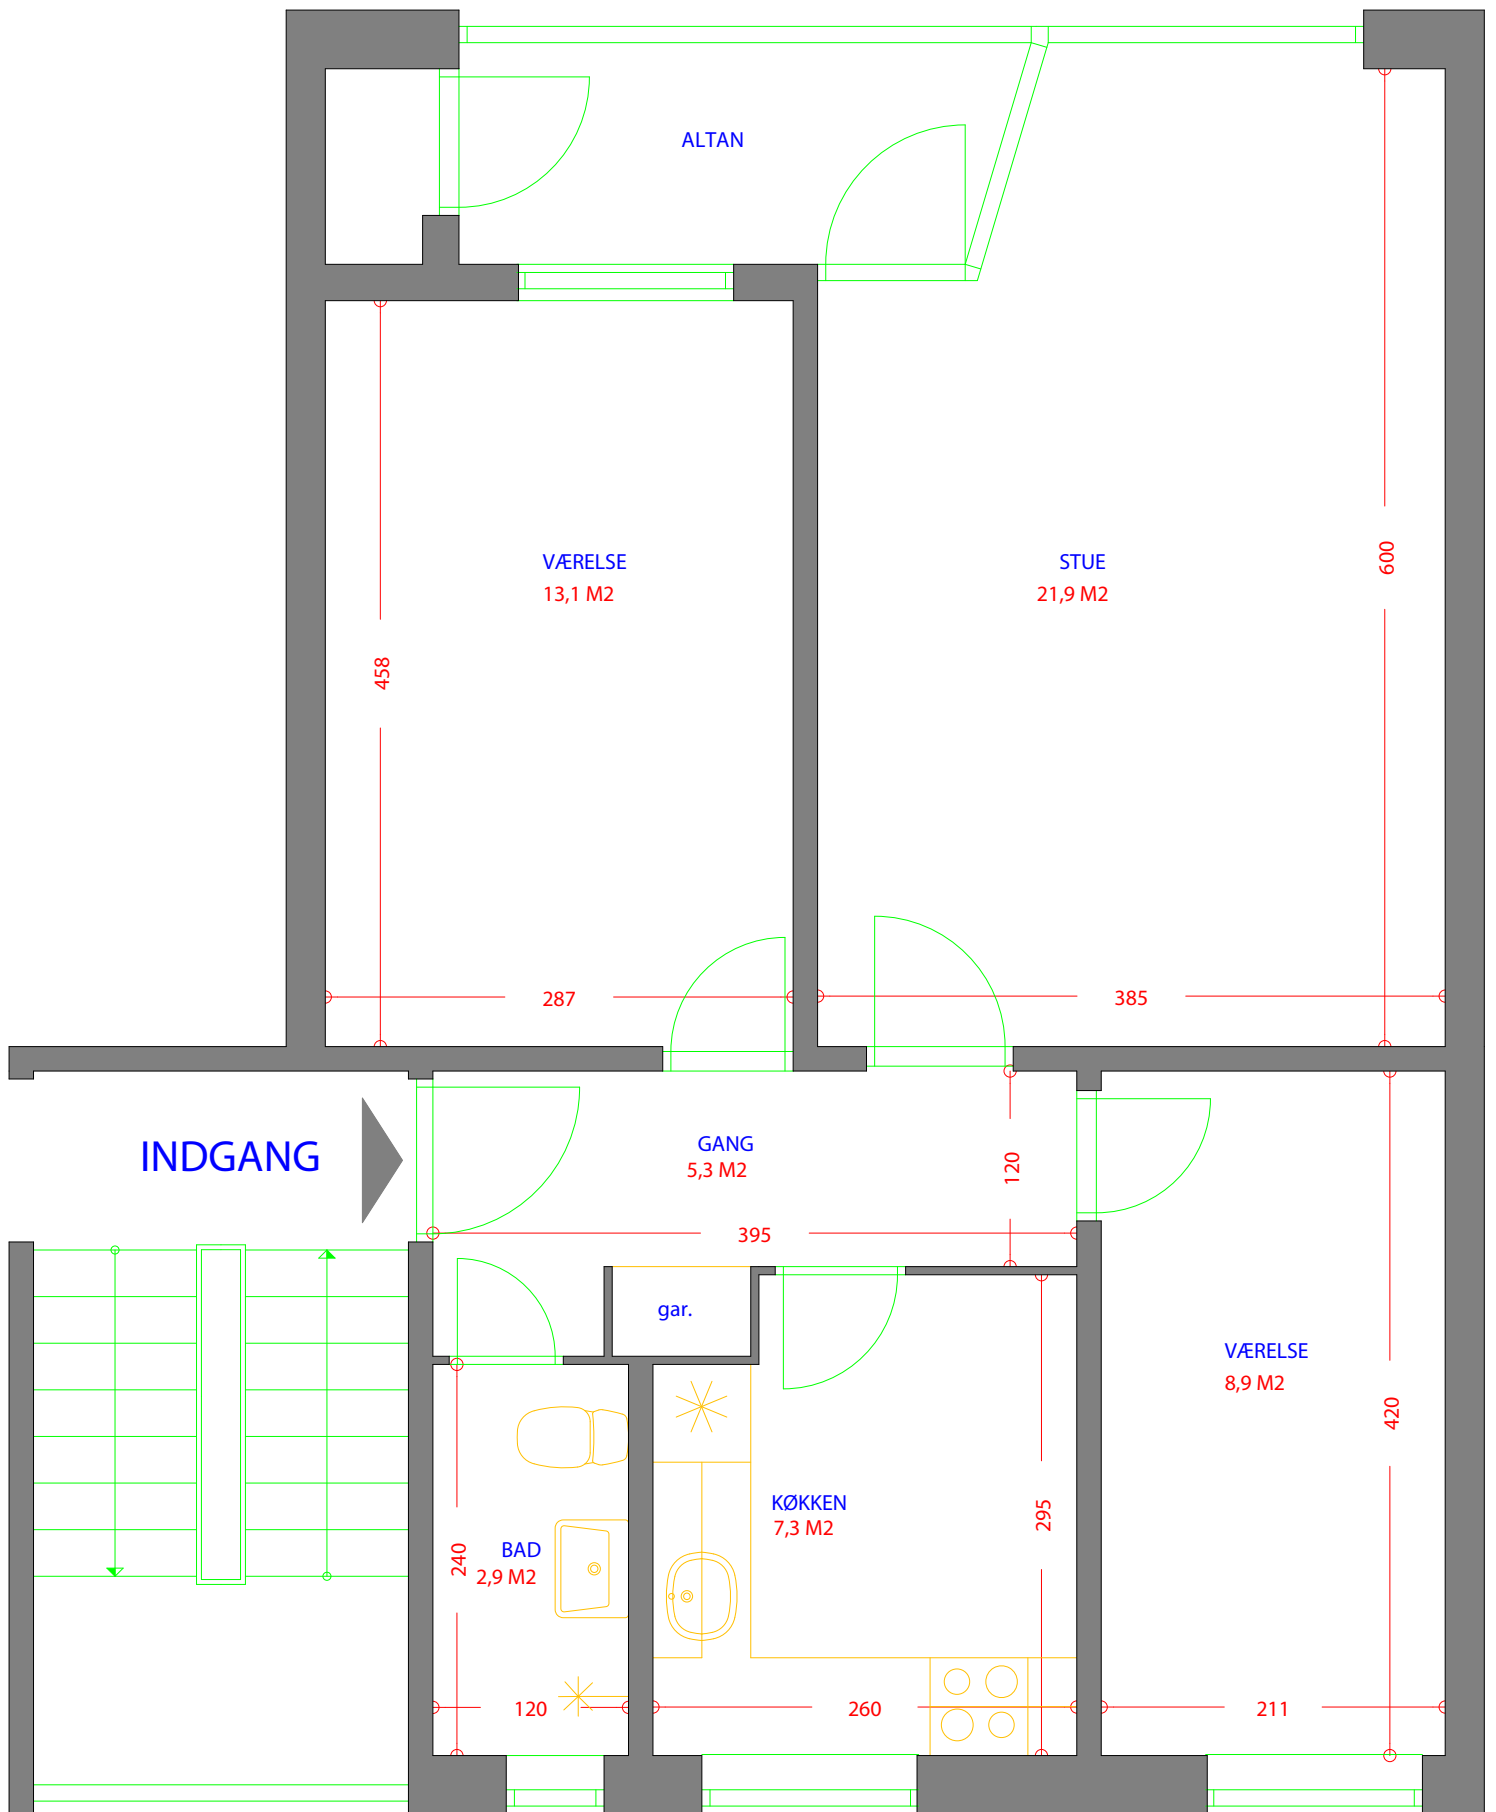 ALTAN
VÆRELSE
13,1 M2
STUE
21,9 M2
600
458
287
385
INDGANG
GANG
5,3 M2
120
395
gar.
VÆRELSE
8,9 M2
420
KØKKEN
7,3 M2
295
BAD
2,9 M2
240
120
260
211